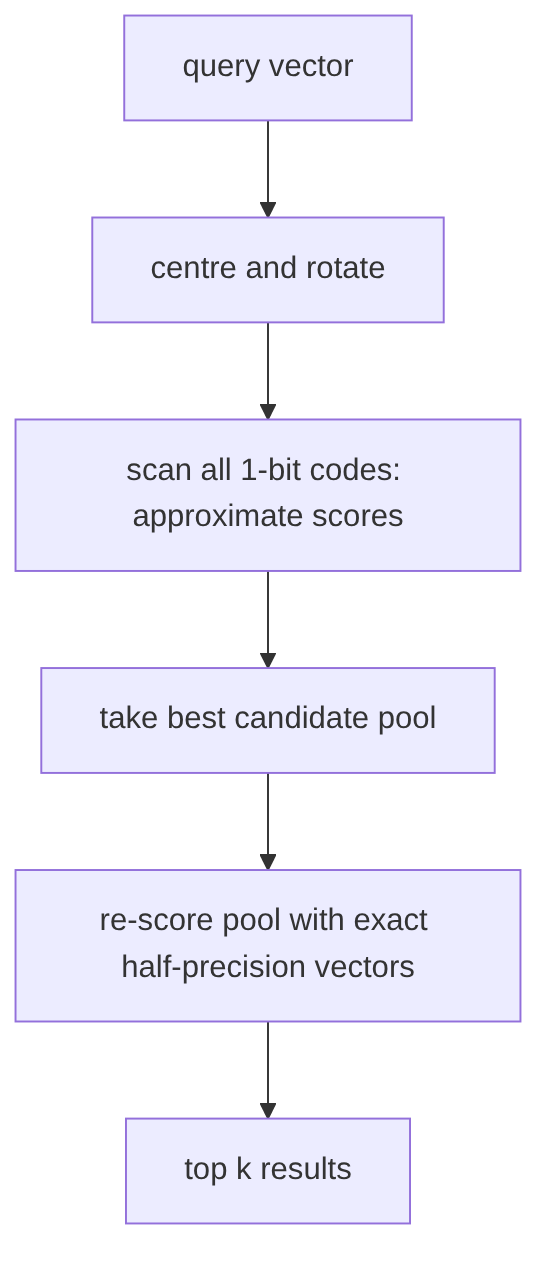 query vector
centre and rotate
scan all 1-bit codes:
approximate scores
take best candidate pool
re-score pool with exact
half-precision vectors
top k results